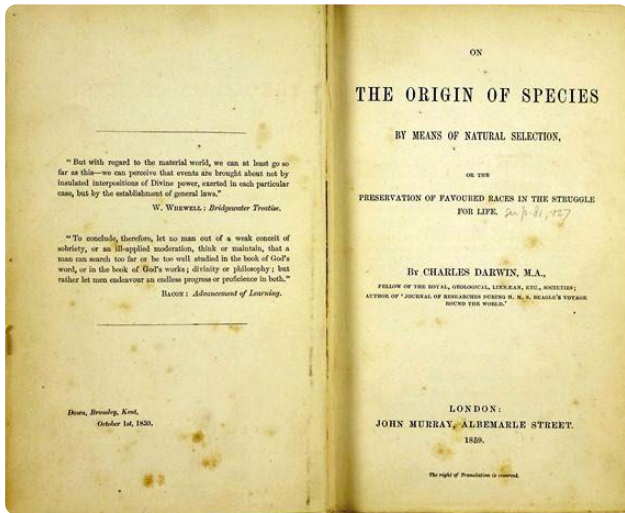 "But with regard to the material world, we can at least go so
far as this—we can perceive that events are brought about not by
insulated interpositions of Divine power, exerted in each particular
case, but by the establishment of general laws."
W. WHEWELL: Bridgewater Treatise.
"To conclude, therefore, let no man out of a weak conceit of
sobriety, or an ill-applied moderation, think or maintain, that a
man can search too far or be too well studied in the book of God's
word, or in the book of God's works; divinity or philosophy; but
rather let men endeavour an endless progress or proficience in both."
BACON: Advancement of Learning.
Down, Bromley, Kent,
October 1st, 1859.
ON
THE ORIGIN OF SPECIES
BY MEANS OF NATURAL SELECTION,
OR THE
PRESERVATION OF FAVOURED RACES IN THE STRUGGLE
FOR LIFE.
BY CHARLES DARWIN, M.A.,
FELLOW OF THE ROYAL, GEOLOGICAL, LINNÆAN, ETC., SOCIETIES;
AUTHOR OF 'JOURNAL OF RESEARCHES DURING H. M. S. BEAGLE'S VOYAGE
ROUND THE WORLD.'
LONDON:
JOHN MURRAY, ALBEMARLE STREET.
1859.
The right of Translation is reserved.